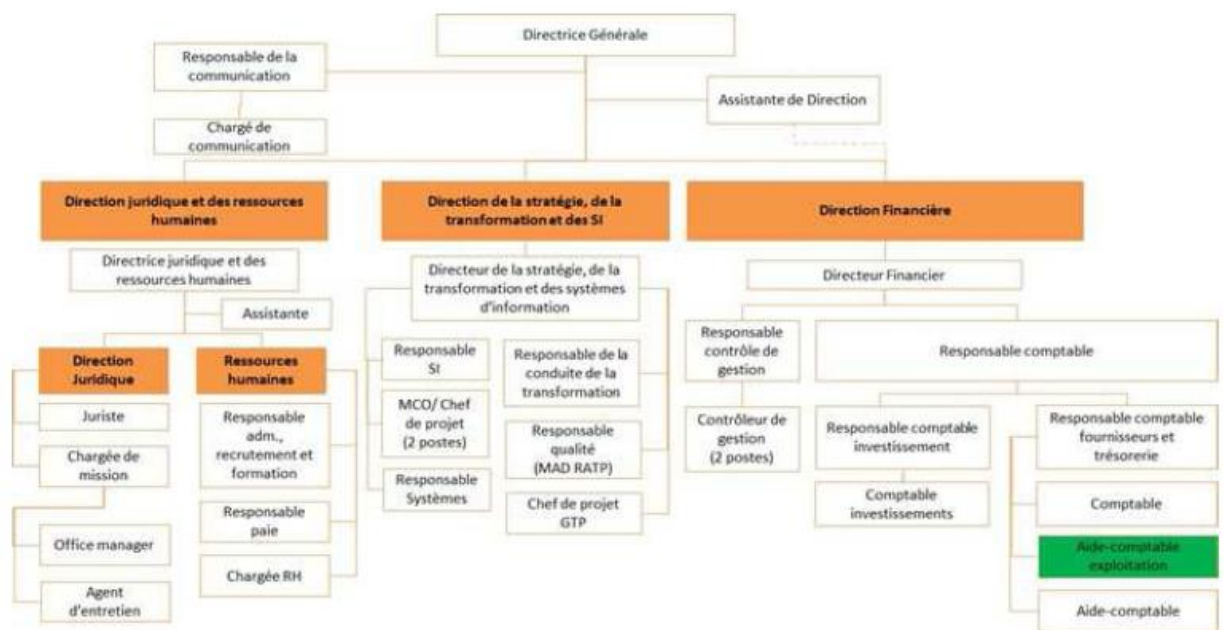 Directrice Générale
Responsable de la
communication
Assistante de Direction
Chargé de
communication
Direction juridique et des ressources
humaines
Direction de la stratégie, de la
transformation et des SI
Direction Financière
Directrice juridique et des
ressources humaines
Assistante
Direction
Juridique
Juriste
Chargée de
mission
Office manager
Agent
d'entretien
Ressources
humaines
Responsable
adm.,
recrutement et
formation
Responsable
paie
Chargée RH
Directeur de la stratégie, de la
transformation et des systèmes
d'information
Responsable
SI
MCO/ Chef
de projet
(2 postes)
Responsable
Systèmes
Responsable de la
conduite de la
transformation
Responsable
qualité
(MAD RATP)
Chef de projet
GTP
Directeur Financier
Responsable
contrôle de
gestion
Contrôleur de
gestion
(2 postes)
Responsable comptable
Responsable comptable
investissement
Comptable
investissements
Responsable comptable
fournisseurs et
trésorerie
Comptable
Aide-comptable
exploitation
Aide-comptable